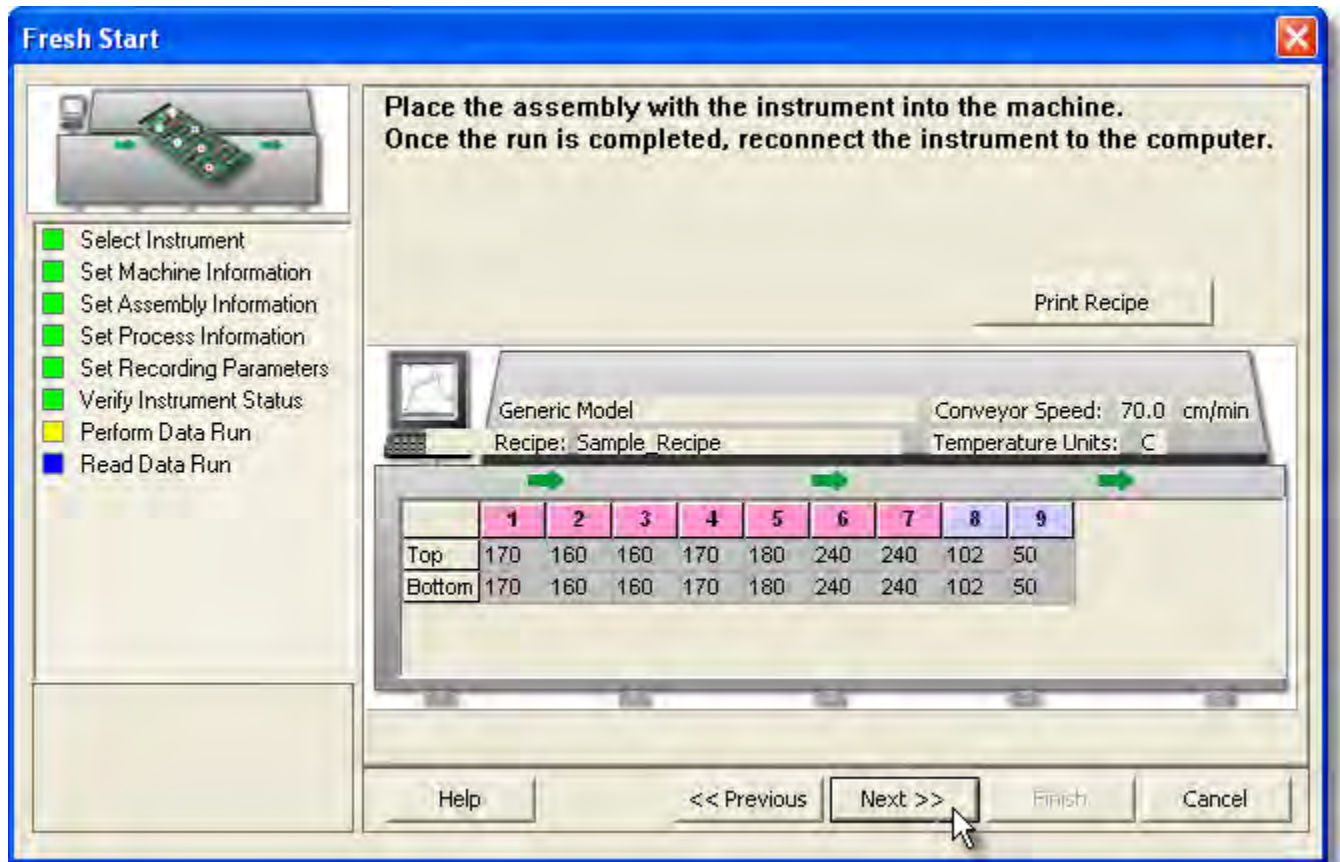 Fresh Start
Place the assembly with the instrument into the machine.
Once the run is completed, reconnect the instrument to the computer.
Select Instrument
Set Machine Information
Set Assembly Information
Set Process Information
Set Recording Parameters
Verify Instrument Status
Perform Data Run
Read Data Run
Print Recipe
Generic Model Conveyor Speed: 70.0 cm/min
Recipe: Sample_Recipe Temperature Units: C
1 2 3 4 5 6 7 8 9
Top 170 160 160 170 180 240 240 102 50
Bottom 170 160 160 170 180 240 240 102 50
Help << Previous Next >> Finish Cancel